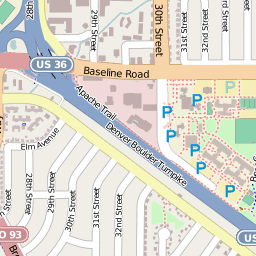 28th
29th Street
30th Street
31st Street
32nd Street
US 36
Baseline Road
Apache Trail
Denver Boulder Turnpike
P
P
P
P
P
P
Elm Avenue
28th Street
29th Street
30th Street
31st Street
32nd Street
US
O 93